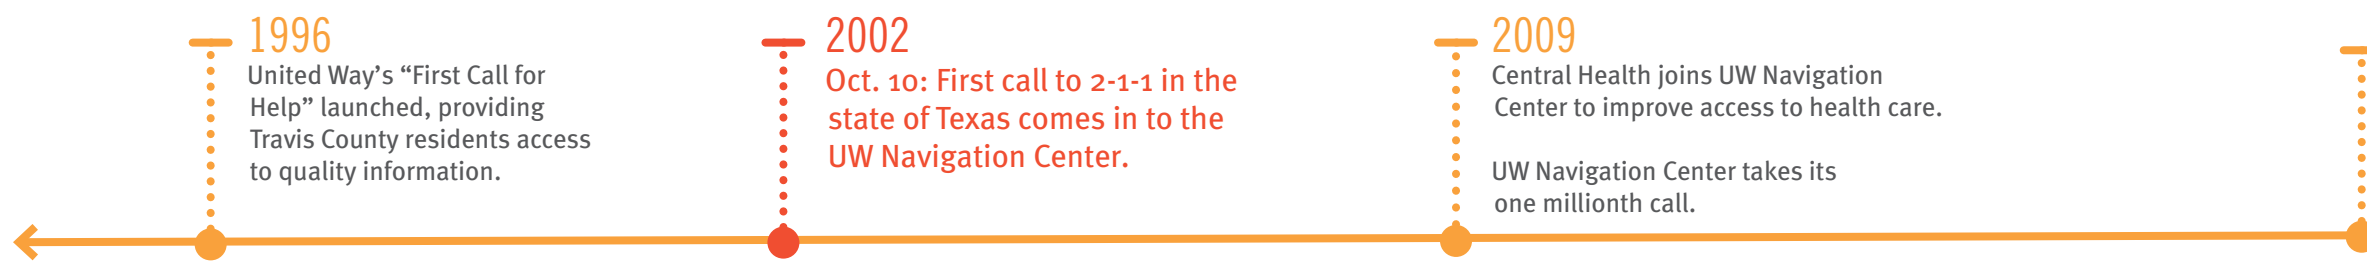 1996
United Way’s “First Call for
Help” launched, providing
Travis County residents access
to quality information.
2002
Oct. 10: First call to 2-1-1 in the
state of Texas comes in to the
UW Navigation Center.
2009
Central Health joins UW Navigation
Center to improve access to health care.
UW Navigation Center takes its
one millionth call.